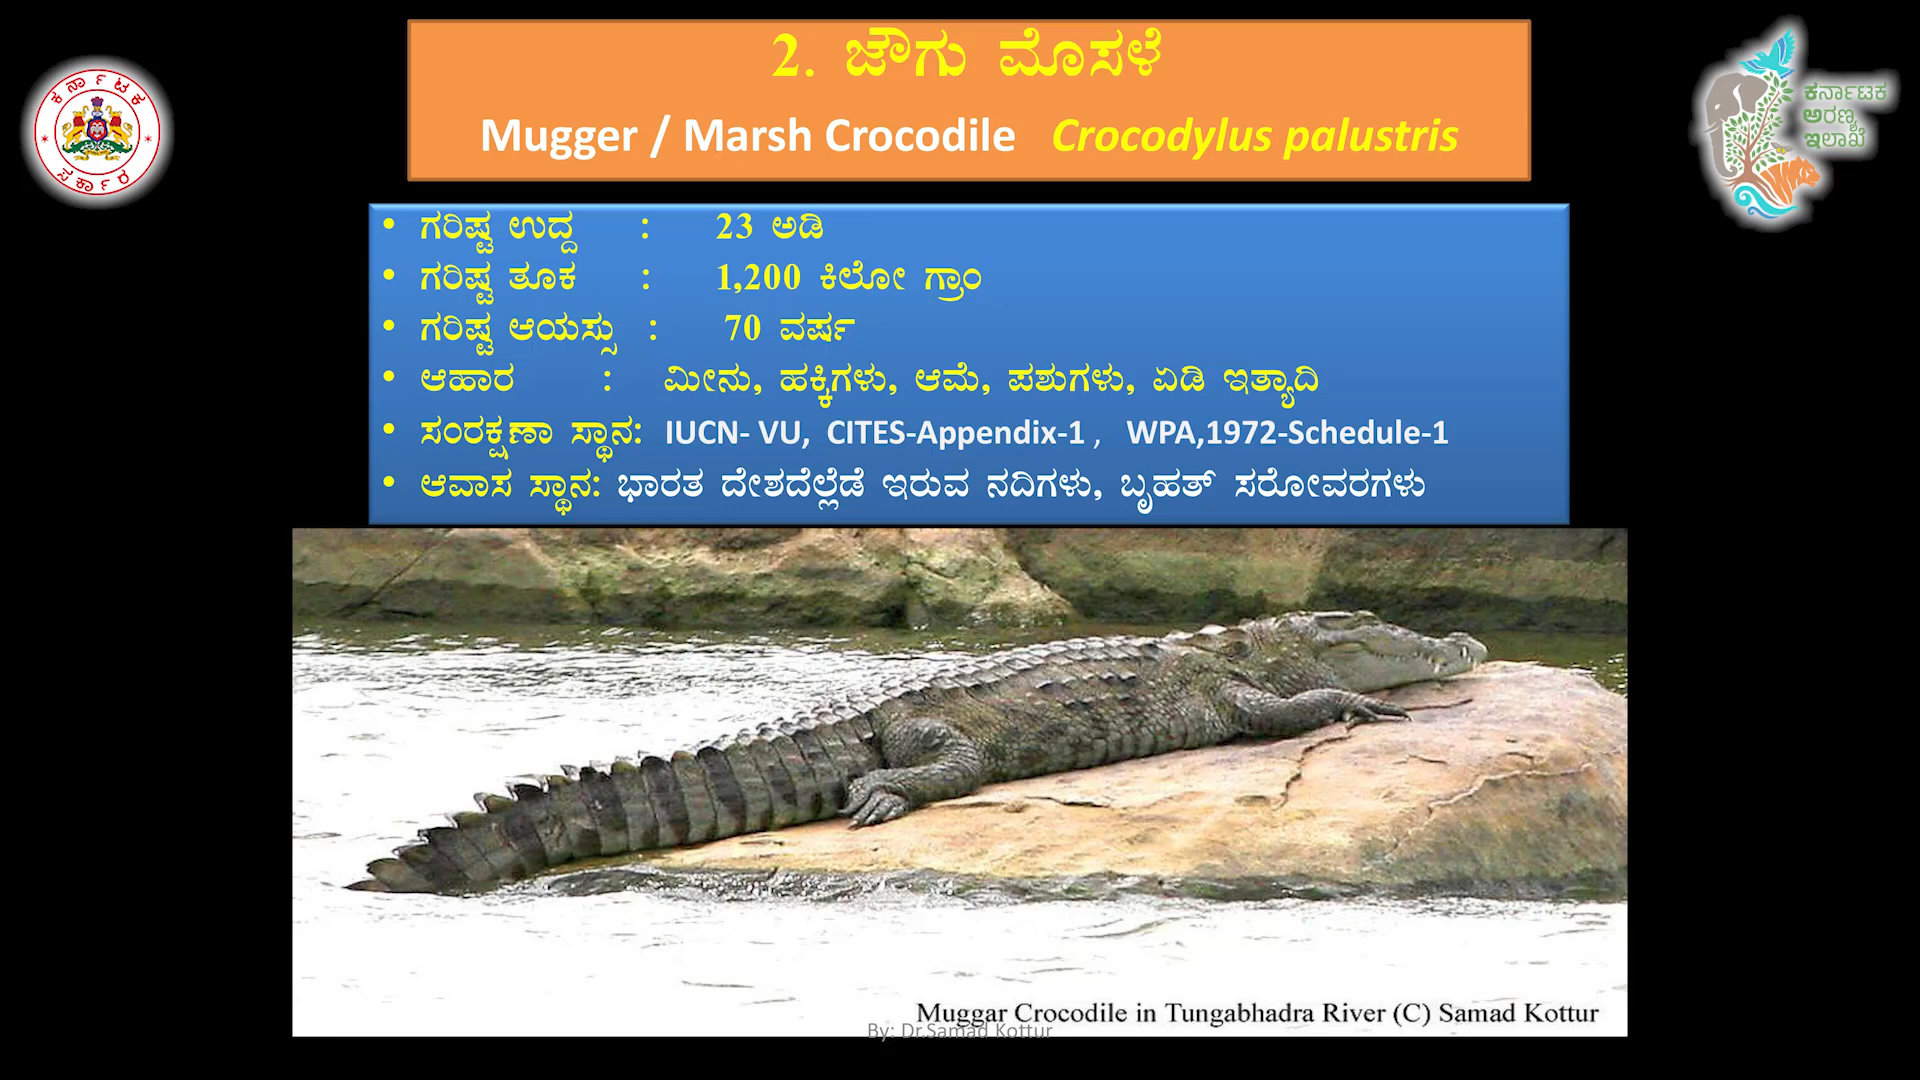 2. ಜೌಗು ಮೊಸಳೆ
Mugger / Marsh Crocodile Crocodylus palustris
ಕರ್ನಾಟಕ
ಸರ್ಕಾರ
ಕರ್ನಾಟಕ
ಅರಣ್ಯ
ಇಲಾಖೆ
• ಗರಿಷ್ಟ ಉದ್ದ : 23 ಅಡಿ
• ಗರಿಷ್ಟ ತೂಕ : 1,200 ಕಿಲೋ ಗ್ರಾಂ
• ಗರಿಷ್ಟ ಆಯಸ್ಸು : 70 ವರ್ಷ
• ಆಹಾರ : ಮೀನು, ಹಕ್ಕಿಗಳು, ಆಮೆ, ಪಶುಗಳು, ಏಡಿ ಇತ್ಯಾದಿ
• ಸಂರಕ್ಷಣಾ ಸ್ಥಾನ: IUCN- VU, CITES-Appendix-1 , WPA,1972-Schedule-1
• ಆವಾಸ ಸ್ಥಾನ: ಭಾರತ ದೇಶದೆಲ್ಲೆಡೆ ಇರುವ ನದಿಗಳು, ಬೃಹತ್ ಸರೋವರಗಳು
Muggar Crocodile in Tungabhadra River (C) Samad Kottur
By: Dr.Samad Kottur